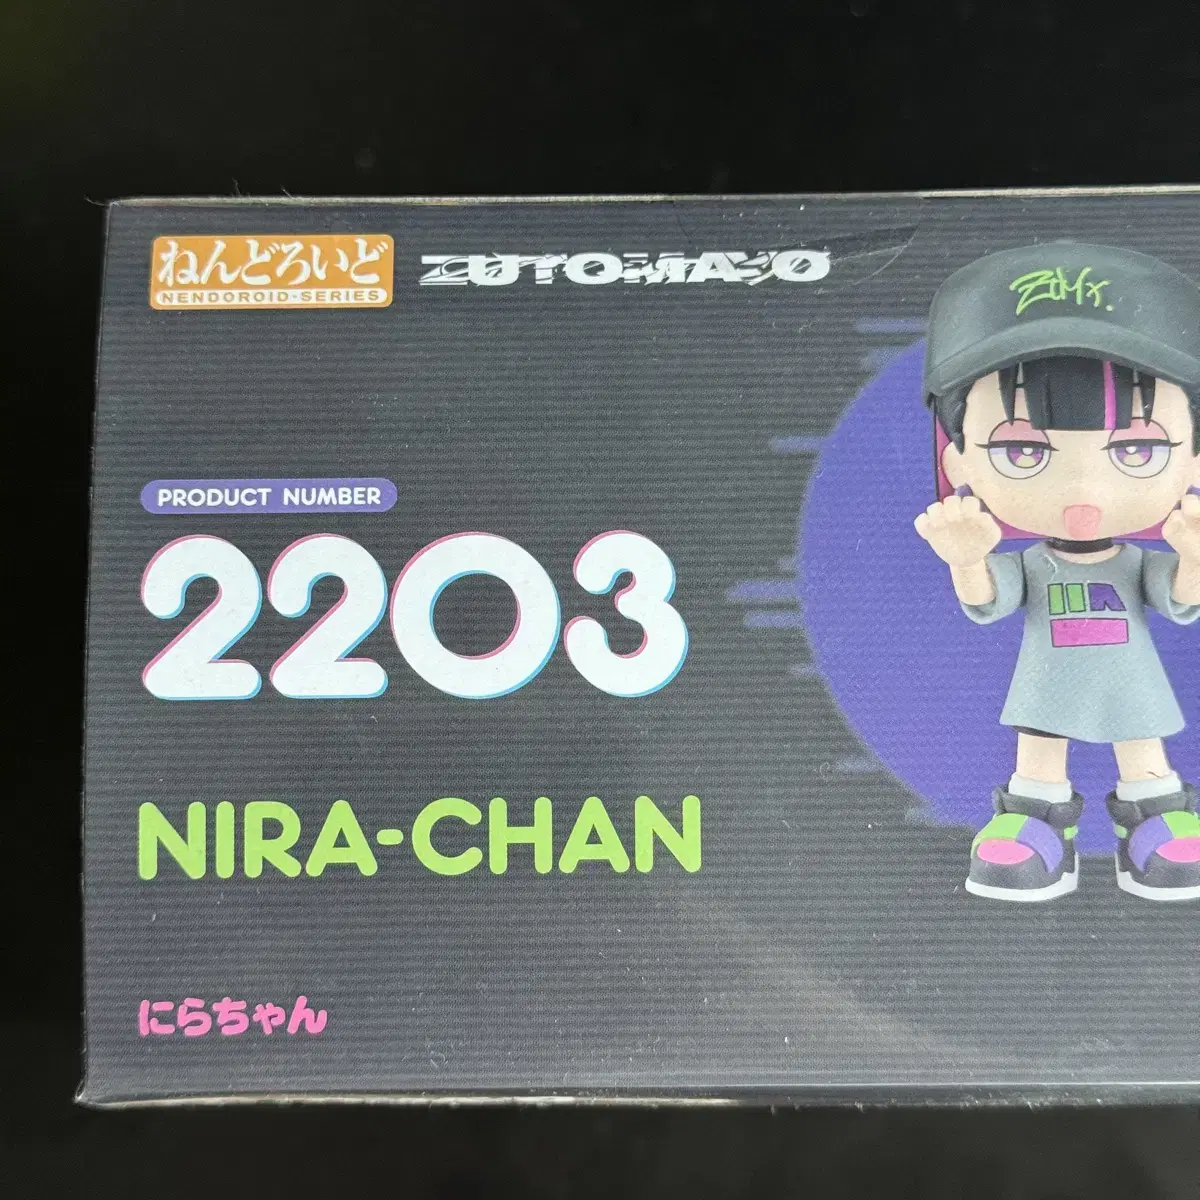 ねんどろいど
NENDOROID·SERIES
ZUTOMAYO
ZTMY.
PRODUCT NUMBER
2203
NIRA-CHAN
にらちゃん